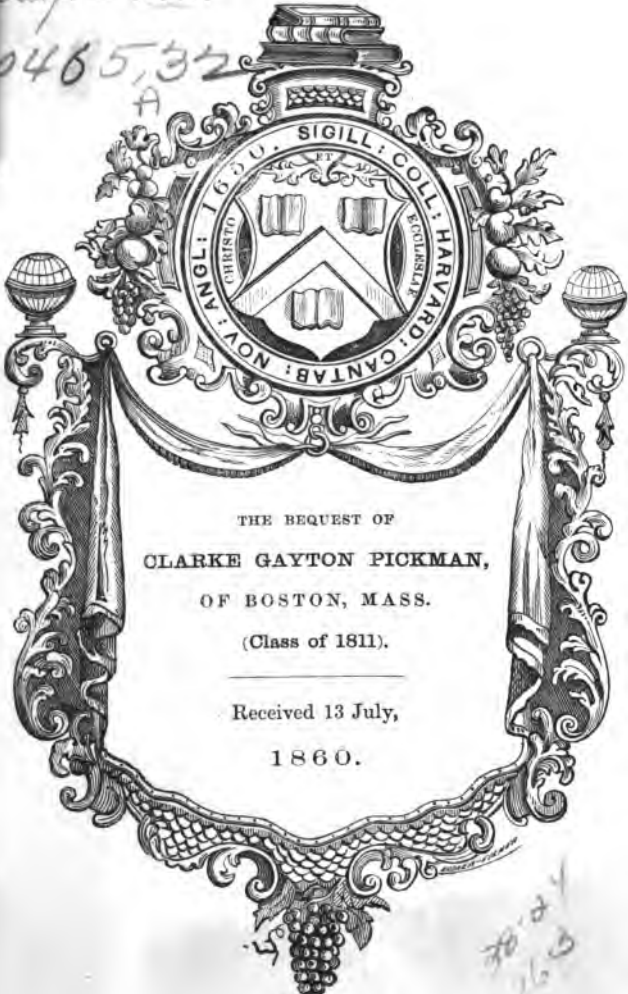 0465,32
A
SIGILL: COLL: HARVARD: CANTAB: NOV: ANGL: 1650.
CHRISTO
ET
ECCLESIAE
THE BEQUEST OF
CLARKE GAYTON PICKMAN,
OF BOSTON, MASS.
(Class of 1811).
Received 13 July,
1860.